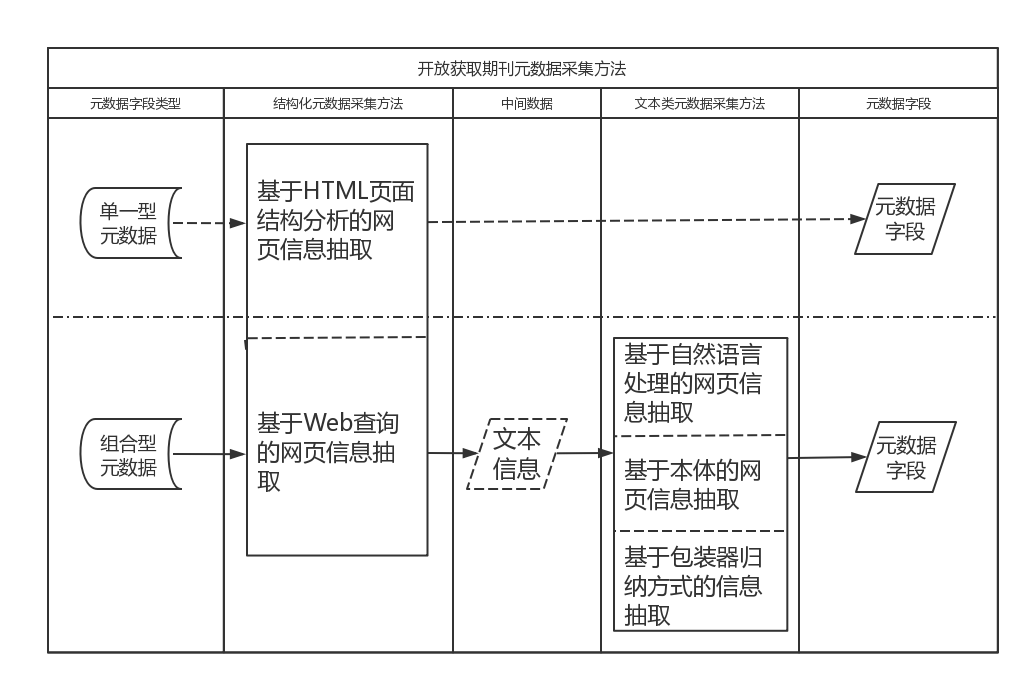 开放获取期刊元数据采集方法
元数据字段类型
结构化元数据采集方法
中间数据
文本类元数据采集方法
元数据字段
单一型
元数据
基于HTML页面
结构分析的网
页信息抽取
元数据
字段
组合型
元数据
基于Web查询
的网页信息抽
取
文本
信息
基于自然语言
处理的网页信
息抽取
基于本体的网
页信息抽取
基于包装器归
纳方式的信息
抽取
元数据
字段